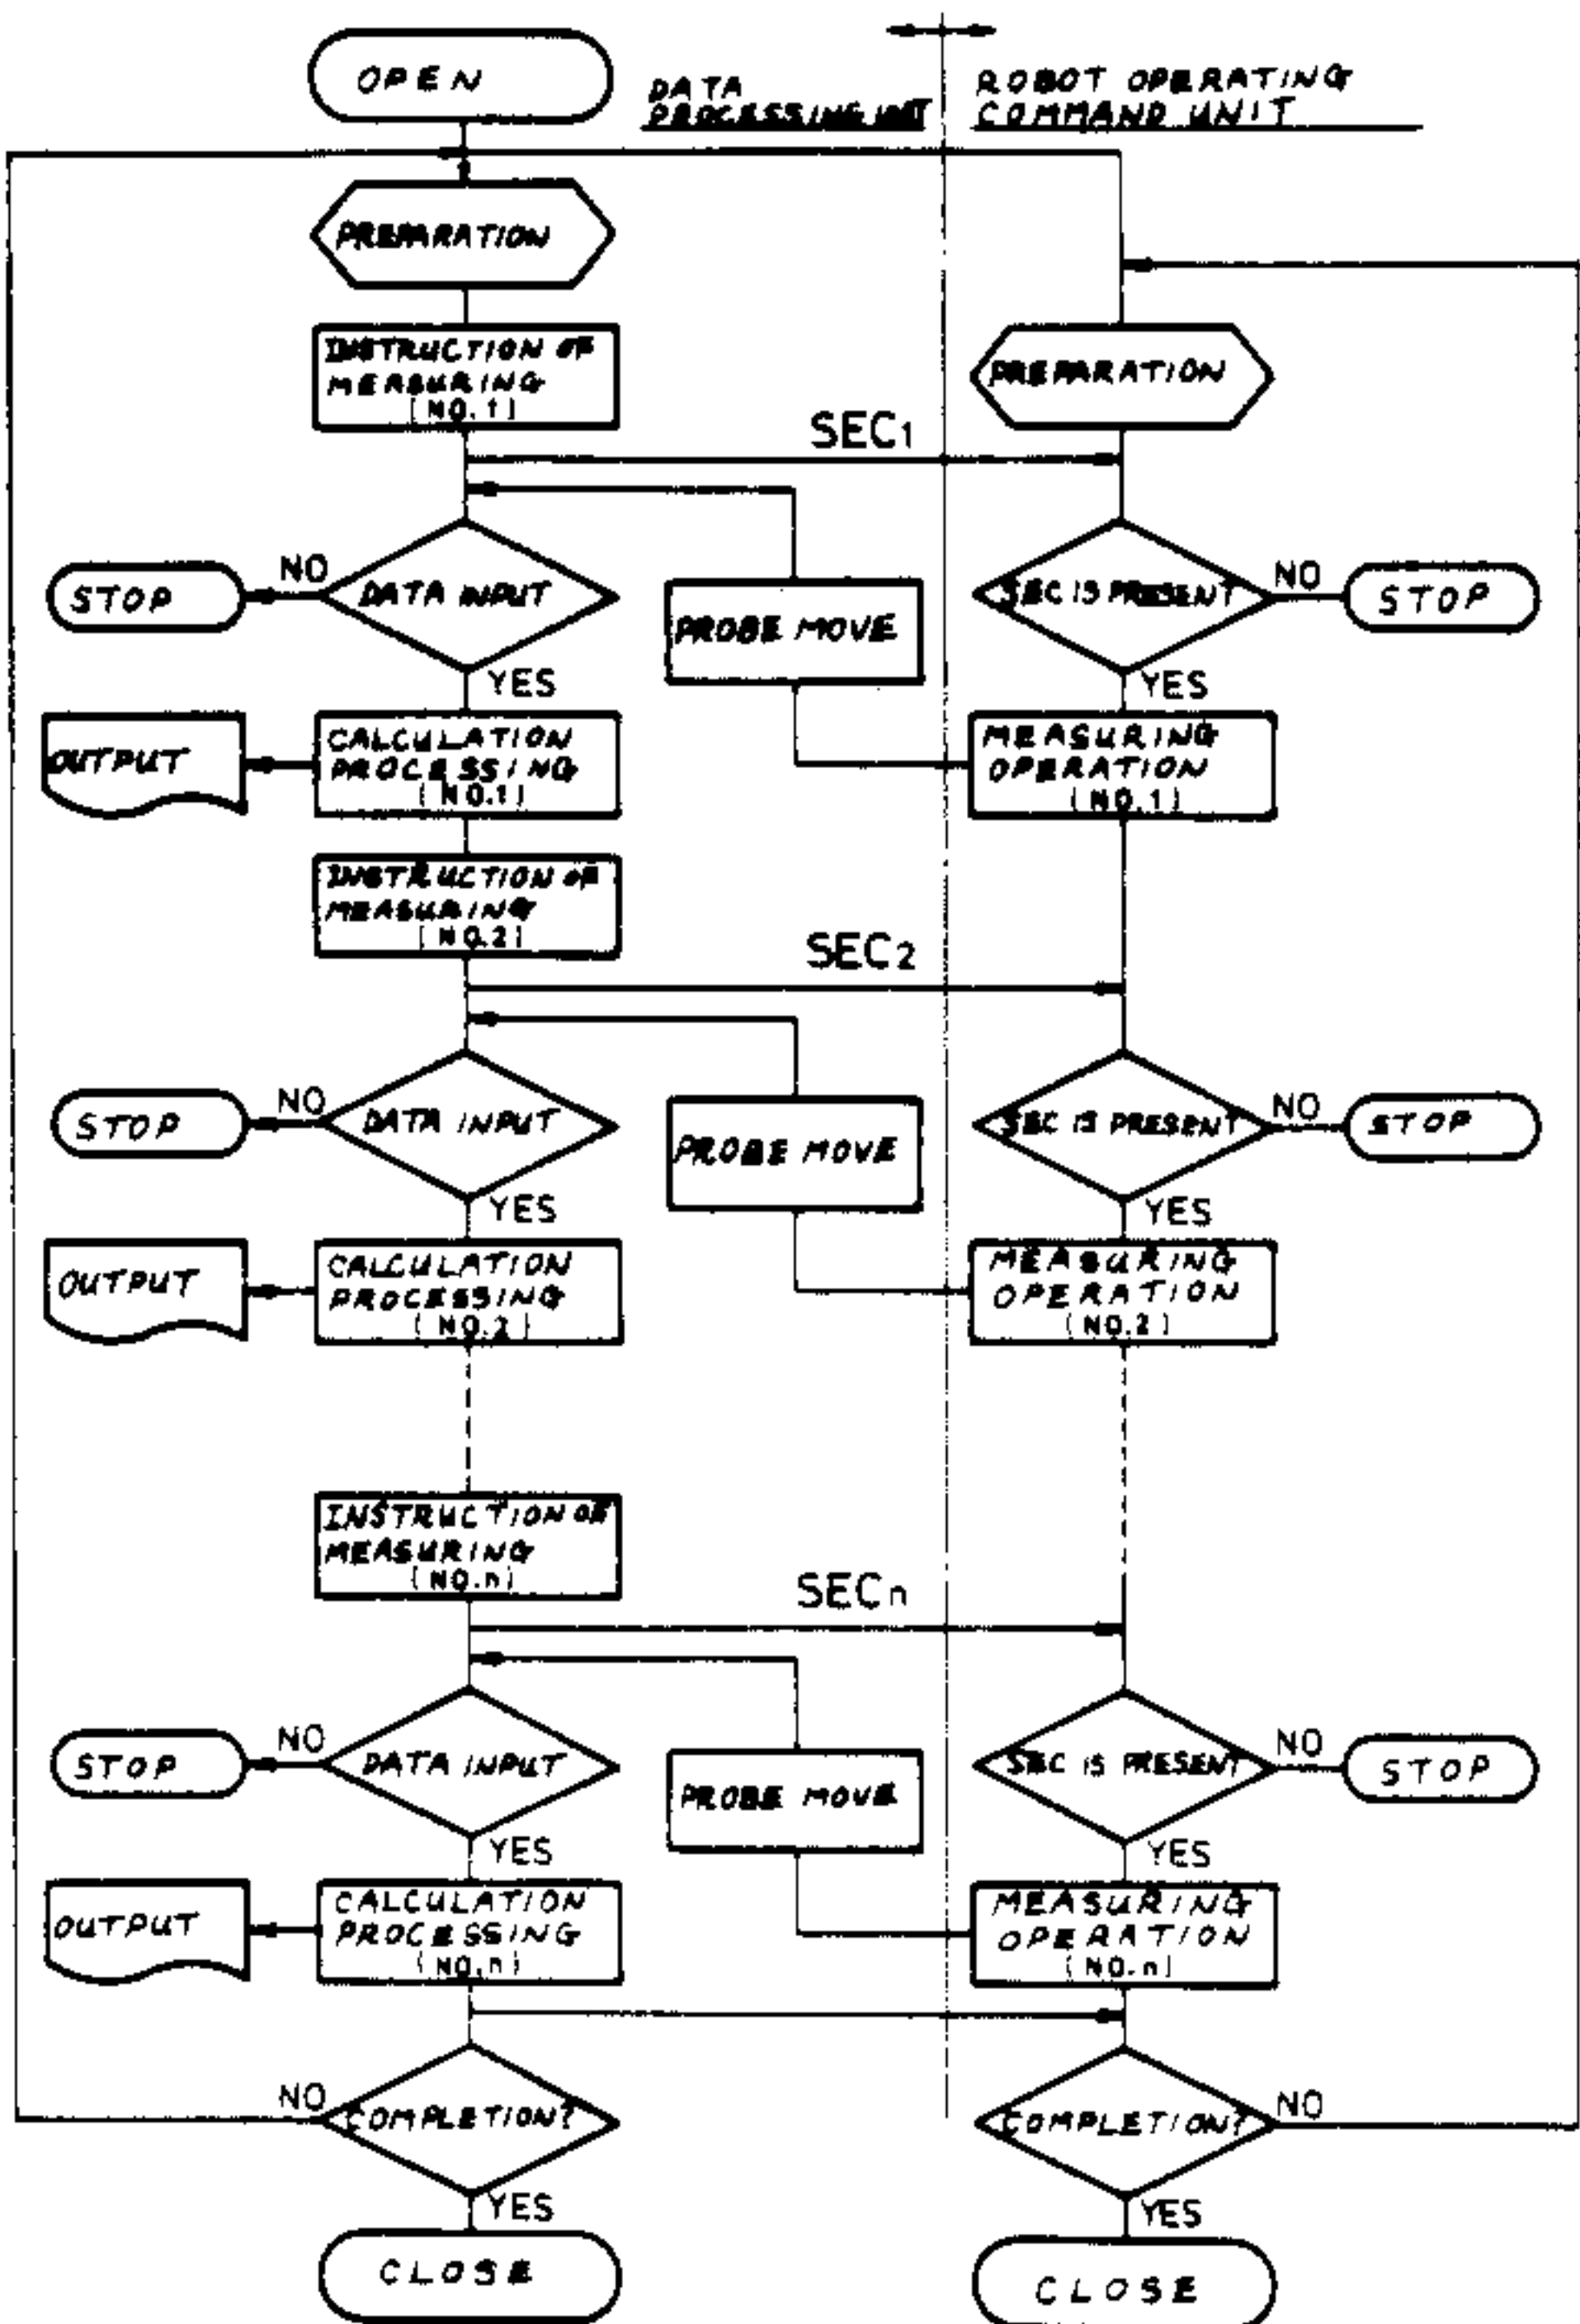 OPEN
DATA
PROCESSING UNIT
ROBOT OPERATING
COMMAND UNIT
PREPARATION
INSTRUCTION OF
MEASURING
(NO.1)
PREPARATION
SEC1
NO
DATA INPUT
STOP
PROBE MOVE
SEC IS PRESENT
NO
STOP
YES
YES
OUTPUT
CALCULATION
PROCESSING
(NO.1)
MEASURING
OPERATION
(NO.1)
INSTRUCTION OF
MEASURING
(NO.2)
SEC2
NO
DATA INPUT
STOP
PROBE MOVE
SEC IS PRESENT
NO
STOP
YES
YES
OUTPUT
CALCULATION
PROCESSING
(NO.2)
MEASURING
OPERATION
(NO.2)
INSTRUCTION OF
MEASURING
(NO.n)
SECn
NO
DATA INPUT
STOP
PROBE MOVE
SEC IS PRESENT
NO
STOP
YES
YES
OUTPUT
CALCULATION
PROCESSING
(NO.n)
MEASURING
OPERATION
(NO.n)
NO
COMPLETION?
COMPLETION?
NO
YES
YES
CLOSE
CLOSE